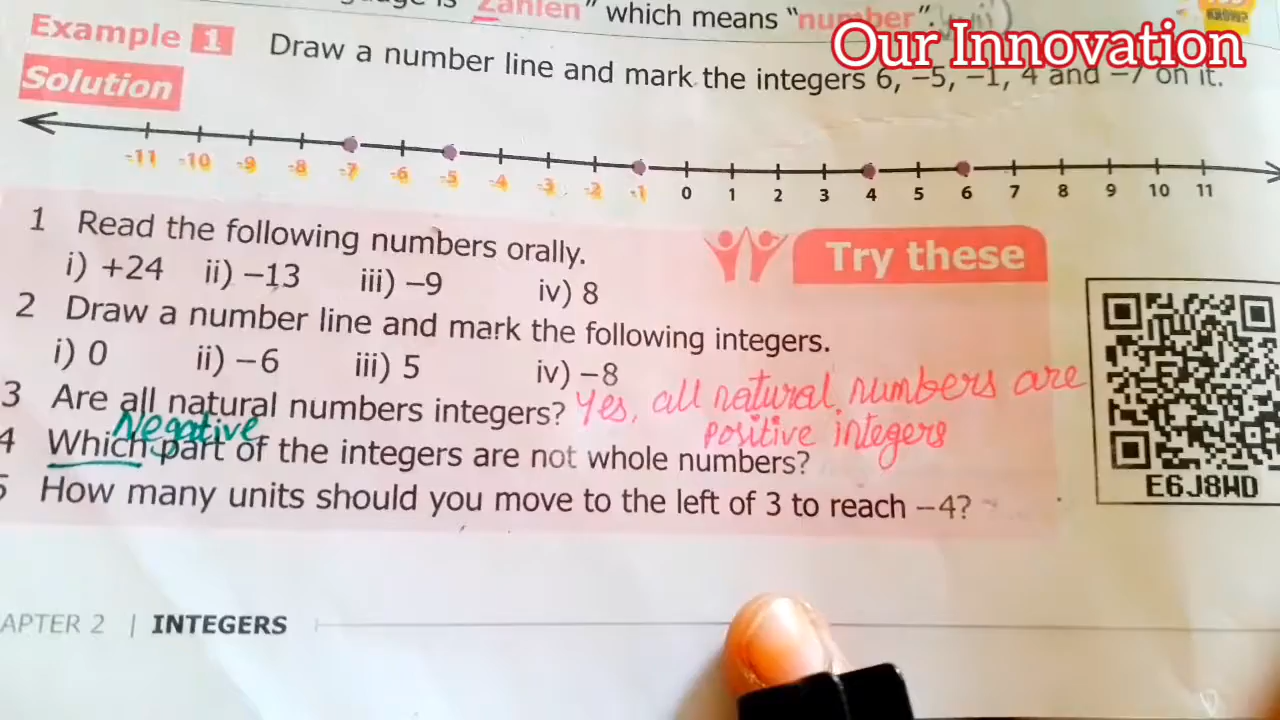 "Zahlen" which means "number".
KNOW?
Our Innovation
Example 1 Draw a number line and mark the integers 6, –5, –1, 4 and –7 on it.
Solution
-11 -10 -9 -8 -7 -6 -5 -4 -3 -2 -1 0 1 2 3 4 5 6 7 8 9 10 11
Try these
1 Read the following numbers orally.
i) +24 ii) –13 iii) –9 iv) 8
2 Draw a number line and mark the following integers.
i) 0 ii) –6 iii) 5 iv) –8
3 Are all natural numbers integers? Yes, all natural numbers are
positive integers
Negative
4 Which part of the integers are not whole numbers?
5 How many units should you move to the left of 3 to reach –4?
E6J8WD
APTER 2 | INTEGERS